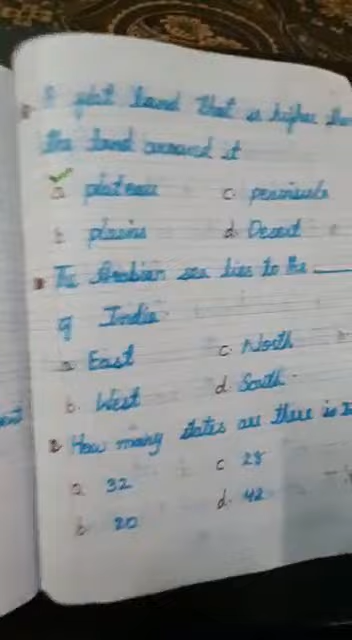 A flat land that is higher than
the land around it
a. plateau c. peninsula
b. plains d. Desert
The Arabian sea lies to the ____
of India.
a. East c. North
b. West d. South.
How many states are there in
a. 32 c 28
b. 20 d. 42